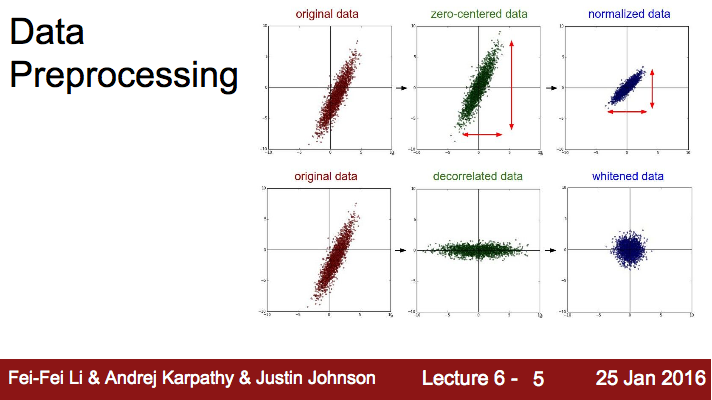 Data
Preprocessing
original data
zero-centered data
normalized data
original data
decorrelated data
whitened data
Fei-Fei Li & Andrej Karpathy & Justin Johnson
Lecture 6 - 5
25 Jan 2016